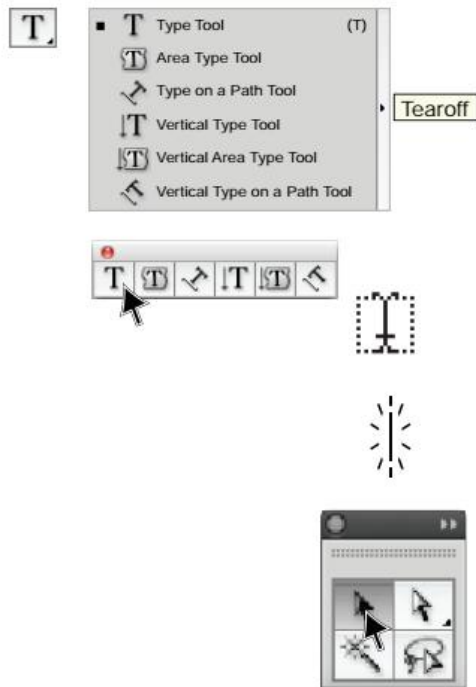 T
T Type Tool (T)
T Area Type Tool
T Type on a Path Tool
Tearoff
T Vertical Type Tool
T Vertical Area Type Tool
T Vertical Type on a Path Tool
T T T T T T